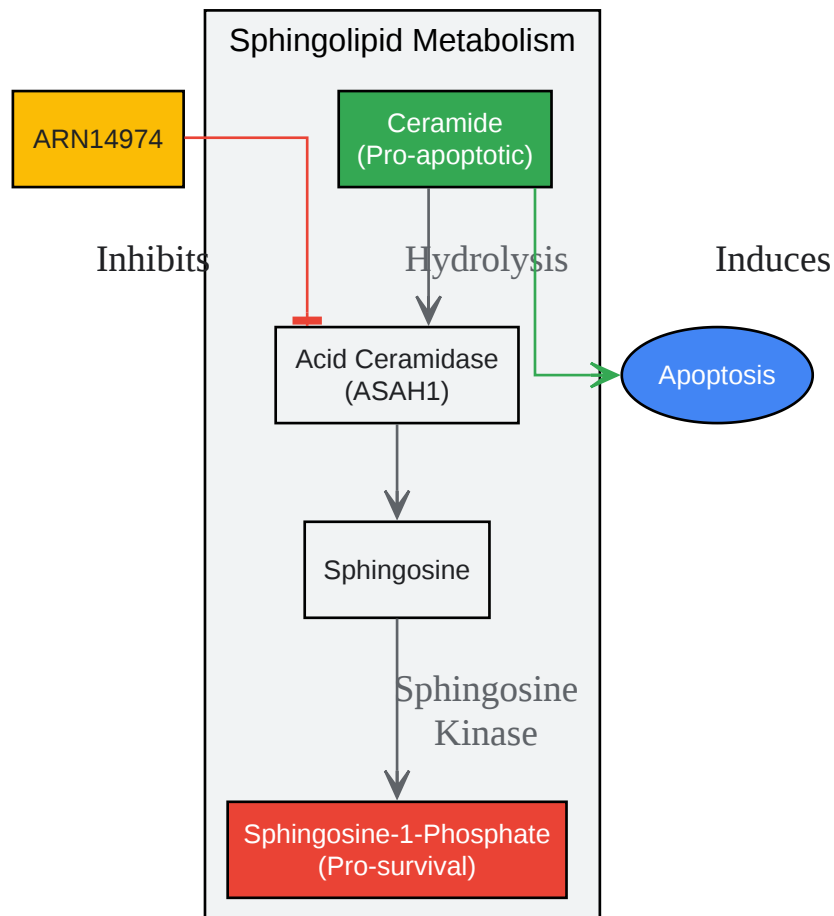 Sphingolipid Metabolism
ARN14974
Ceramide
(Pro-apoptotic)
Inhibits
Hydrolysis
Induces
Acid Ceramidase
(ASAH1)
Apoptosis
Sphingosine
Sphingosine
Kinase
Sphingosine-1-Phosphate
(Pro-survival)